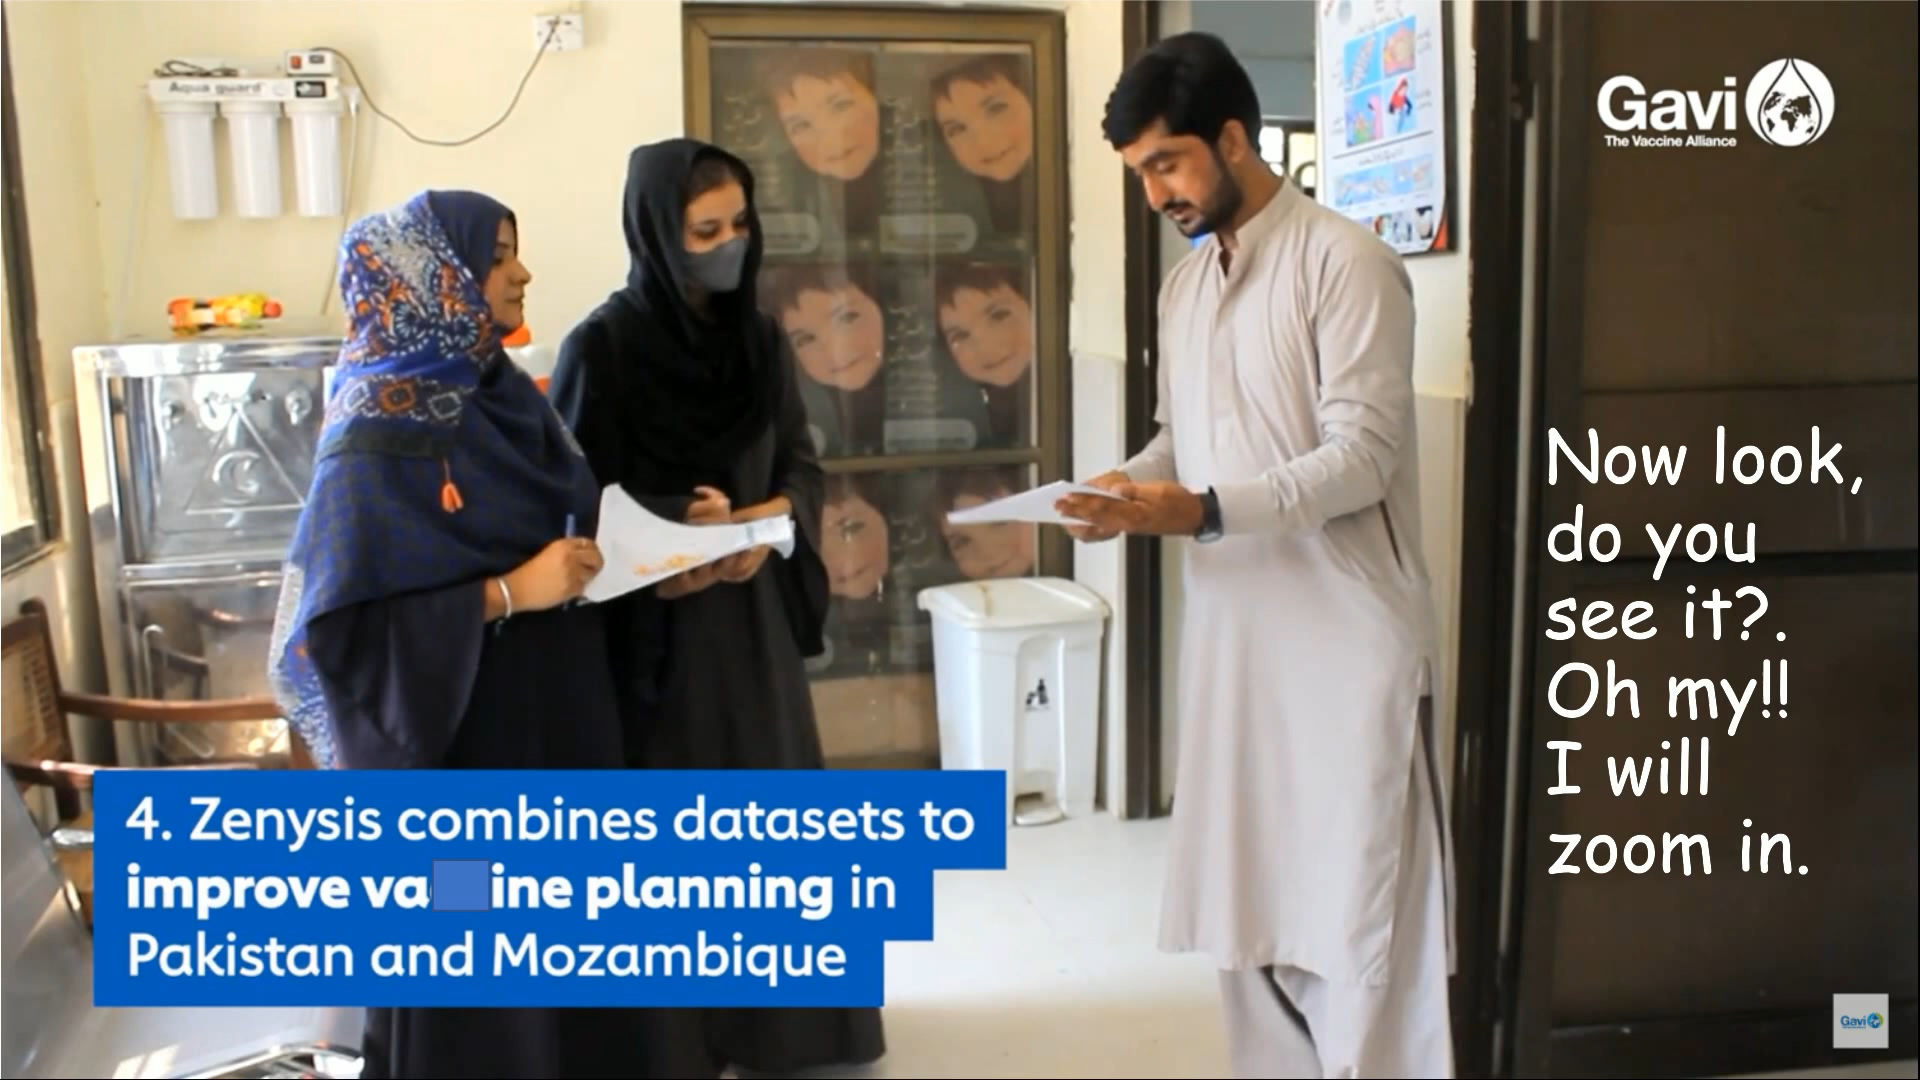 Aqua guard
Gavi
The Vaccine Alliance
Now look,
do you
see it?.
Oh my!!
I will
zoom in.
4. Zenysis combines datasets to
improve va ine planning in
Pakistan and Mozambique
Gavi